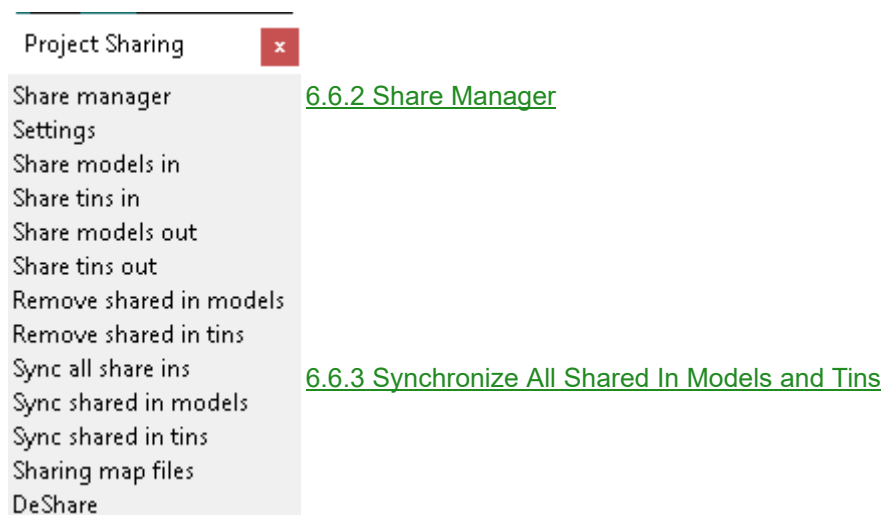 Project Sharing x
Share manager 6.6.2 Share Manager
Settings
Share models in
Share tins in
Share models out
Share tins out
Remove shared in models
Remove shared in tins
Sync all share ins 6.6.3 Synchronize All Shared In Models and Tins
Sync shared in models
Sync shared in tins
Sharing map files
DeShare